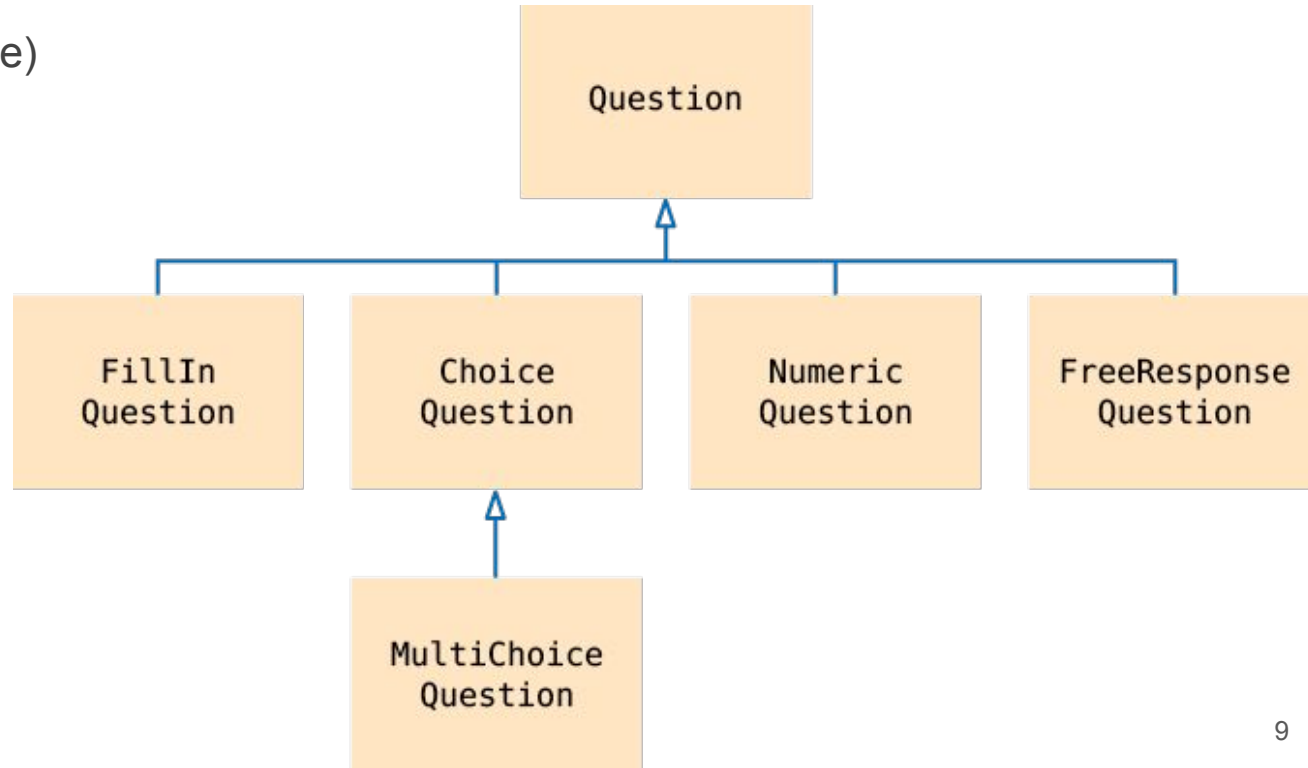 e)
Question
FillIn
Question
Choice
Question
Numeric
Question
FreeResponse
Question
MultiChoice
Question
9